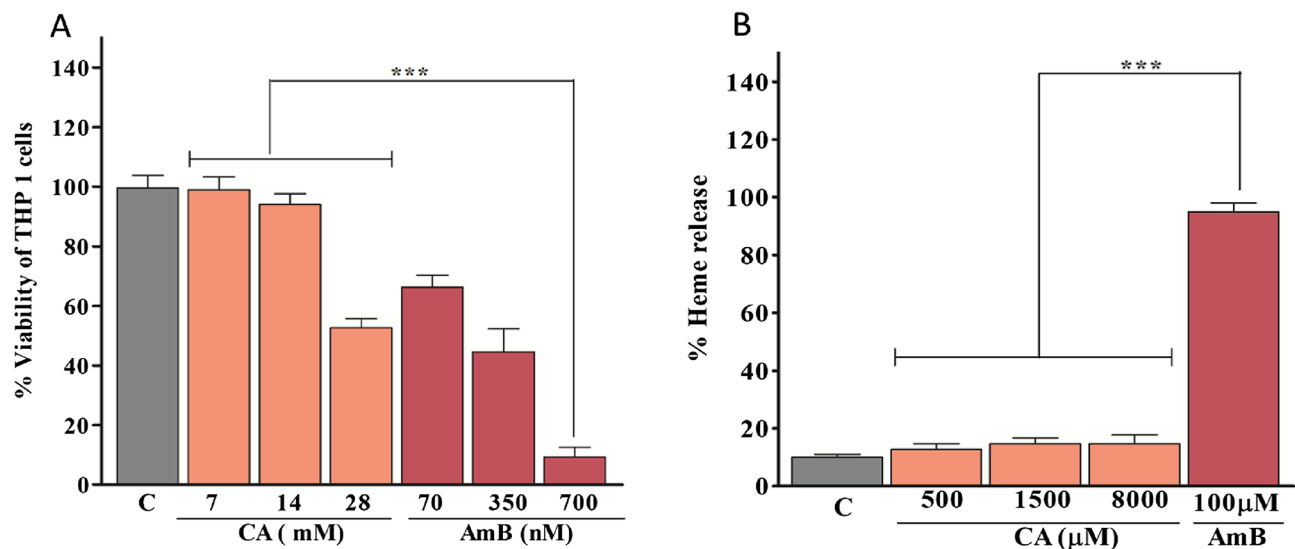 A
% Viability of THP 1 cells
140
120
100
80
60
40
20
0
***
C 7 14 28 70 350 700
CA ( mM) AmB (nM)
B
% Heme release
140
120
100
80
60
40
20
0
***
C 500 1500 8000 100μM
CA (μM) AmB